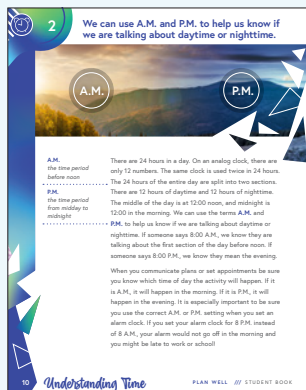 2
We can use A.M. and P.M. to help us know if
we are talking about daytime or nighttime.
A.M.
P.M.
A.M.
the time period
before noon
P.M.
the time period
from midday to
midnight
There are 24 hours in a day. On an analog clock, there are
only 12 numbers. The same clock is used twice in 24 hours.
The 24 hours of the entire day are split into two sections.
There are 12 hours of daytime and 12 hours of nighttime.
The middle of the day is at 12:00 noon, and midnight is
12:00 in the morning. We can use the terms A.M. and
P.M. to help us know if we are talking about daytime or
nighttime. If someone says 8:00 A.M., we know they are
talking about the first section of the day before noon. If
someone says 8:00 P.M., we know they mean the evening.
When you communicate plans or set appointments be sure
you know which time of day the activity will happen. If it
is A.M., it will happen in the morning. If it is P.M., it will
happen in the evening. It is especially important to be sure
you use the correct A.M. or P.M. setting when you set an
alarm clock. If you set your alarm clock for 8 P.M. instead
of 8 A.M., your alarm would not go off in the morning and
you might be late to work or school!
10
Understanding Time
PLAN WELL /// STUDENT BOOK